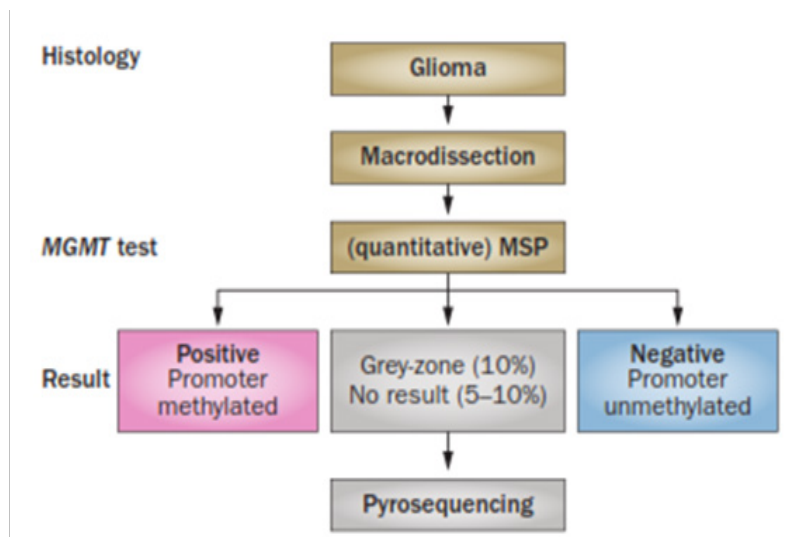 Histology
Glioma
Macrodissection
MGMT test
(quantitative) MSP
Result
Positive
Promoter
methylated
Grey-zone (10%)
No result (5–10%)
Negative
Promoter
unmethylated
Pyrosequencing